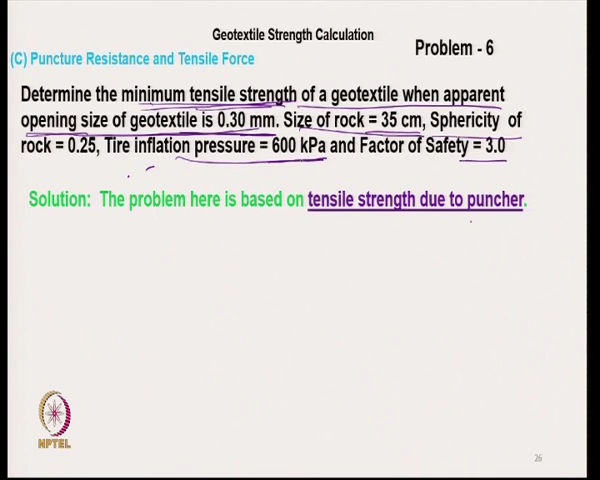 Geotextile Strength Calculation
Problem - 6
(C) Puncture Resistance and Tensile Force
Determine the minimum tensile strength of a geotextile when apparent
opening size of geotextile is 0.30 mm. Size of rock = 35 cm, Sphericity of
rock = 0.25, Tire inflation pressure = 600 kPa and Factor of Safety = 3.0
Solution: The problem here is based on tensile strength due to puncher.
NPTEL
26